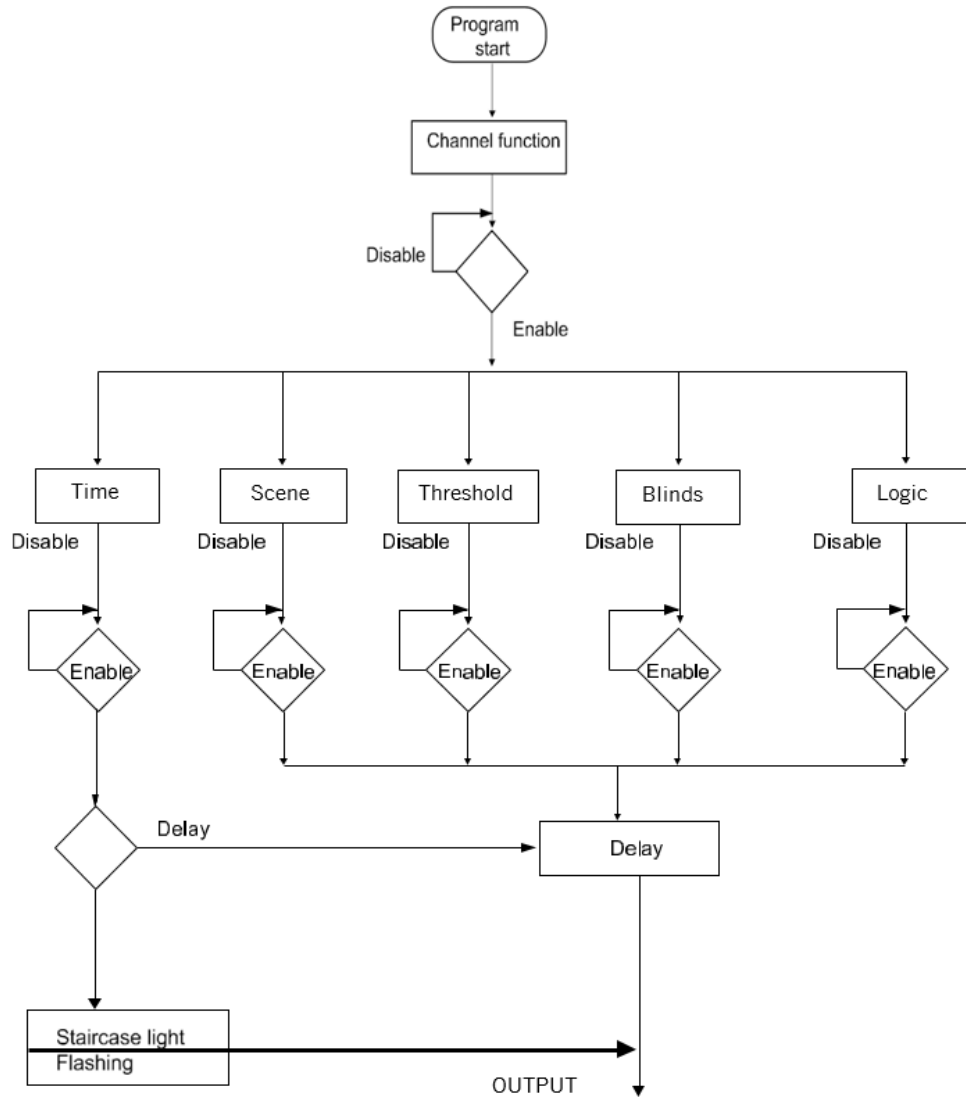 Program
start
Channel function
Disable
Enable
Time
Scene
Threshold
Blinds
Logic
Disable
Disable
Disable
Disable
Disable
Enable
Enable
Enable
Enable
Enable
Delay
Delay
Staircase light
Flashing
OUTPUT